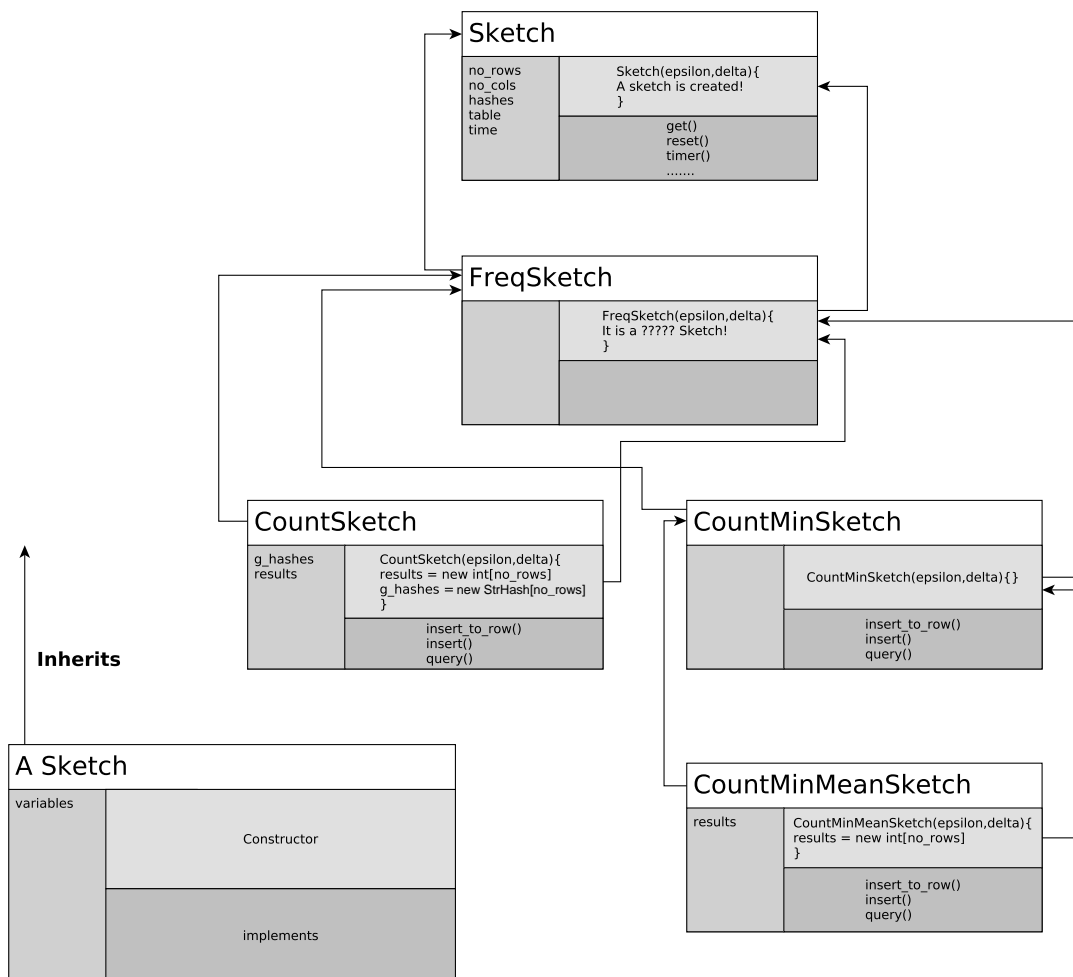 Sketch
no_rows
no_cols
hashes
table
time
Sketch(epsilon,delta){
A sketch is created!
}
get()
reset()
timer()
.......
FreqSketch
FreqSketch(epsilon,delta){
It is a ????? Sketch!
}
CountSketch
g_hashes
results
CountSketch(epsilon,delta){
results = new int[no_rows]
g_hashes = new StrHash[no_rows]
}
insert_to_row()
insert()
query()
CountMinSketch
CountMinSketch(epsilon,delta){}
insert_to_row()
insert()
query()
Inherits
A Sketch
variables
Constructor
implements
CountMinMeanSketch
results
CountMinMeanSketch(epsilon,delta){
results = new int[no_rows]
}
insert_to_row()
insert()
query()